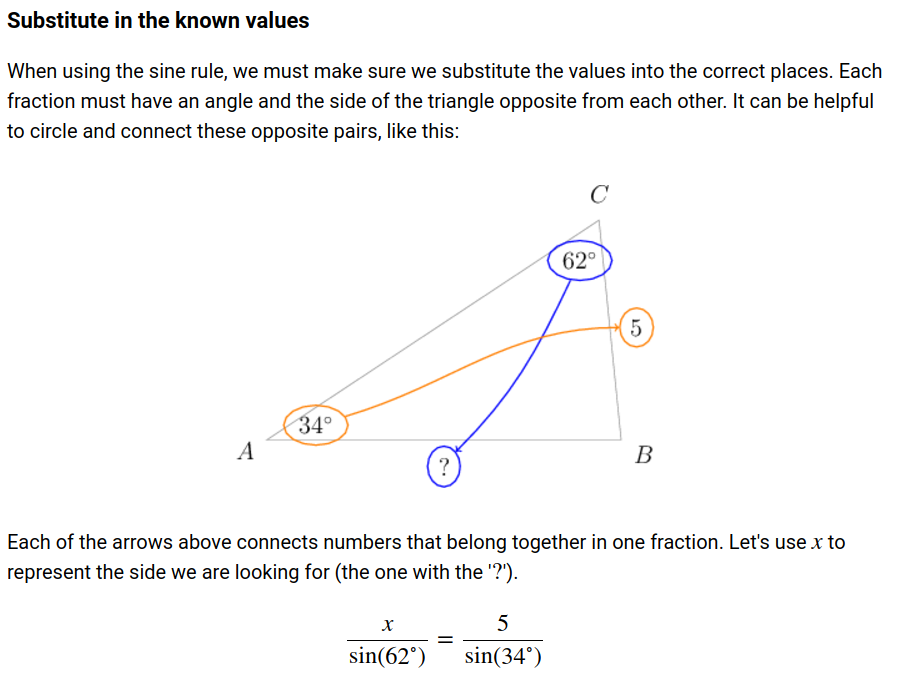 Substitute in the known values
When using the sine rule, we must make sure we substitute the values into the correct places. Each
fraction must have an angle and the side of the triangle opposite from each other. It can be helpful
to circle and connect these opposite pairs, like this:
C
62°
5
34°
A
?
B
Each of the arrows above connects numbers that belong together in one fraction. Let's use x to
represent the side we are looking for (the one with the '?').
x / sin(62°) = 5 / sin(34°)